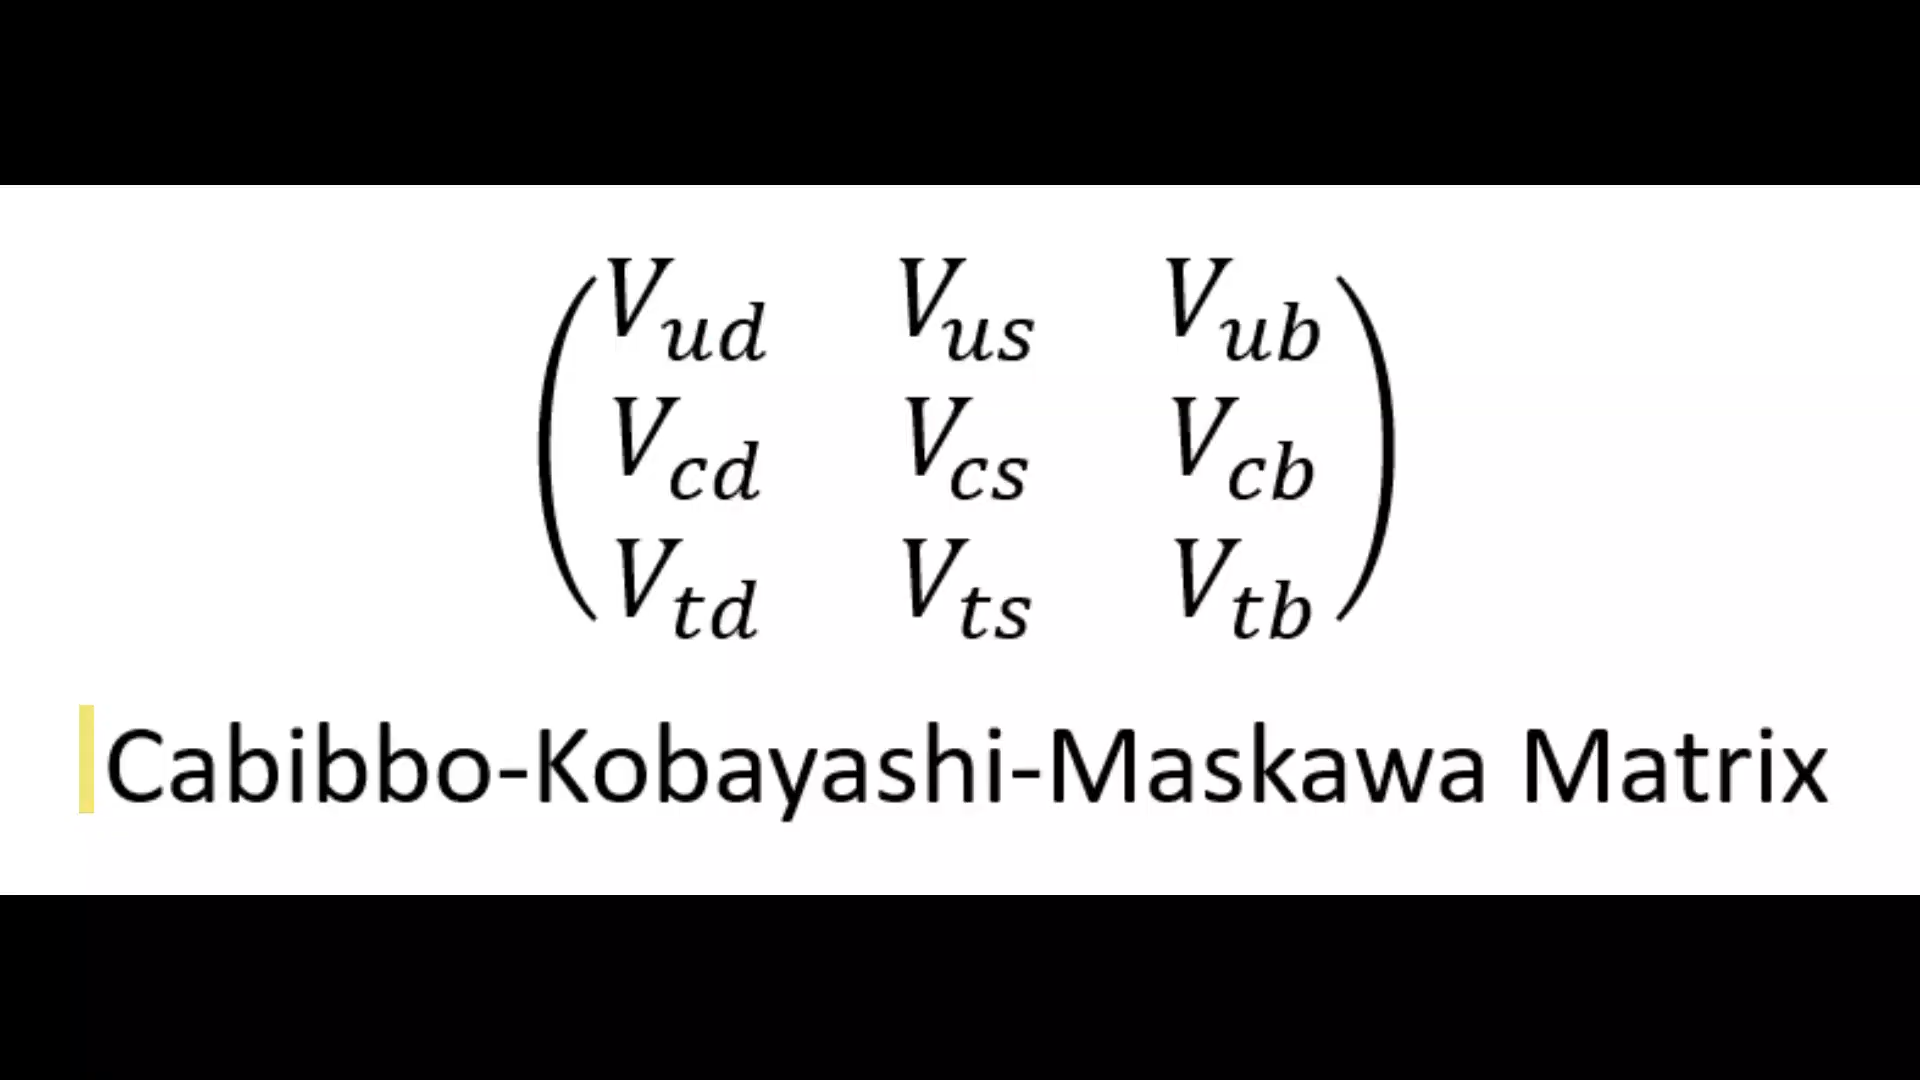 V_ud V_us V_ub
V_cd V_cs V_cb
V_td V_ts V_tb
Cabibbo-Kobayashi-Maskawa Matrix